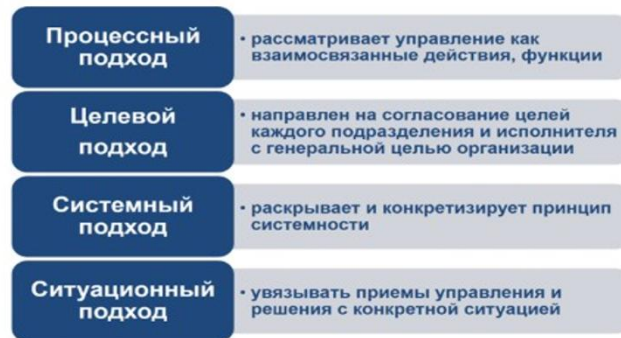 Процессный
подход
• рассматривает управление как
взаимосвязанные действия, функции
Целевой
подход
• направлен на согласование целей
каждого подразделения и исполнителя
с генеральной целью организации
Системный
подход
• раскрывает и конкретизирует принцип
системности
Ситуационный
подход
• увязывать приемы управления и
решения с конкретной ситуацией